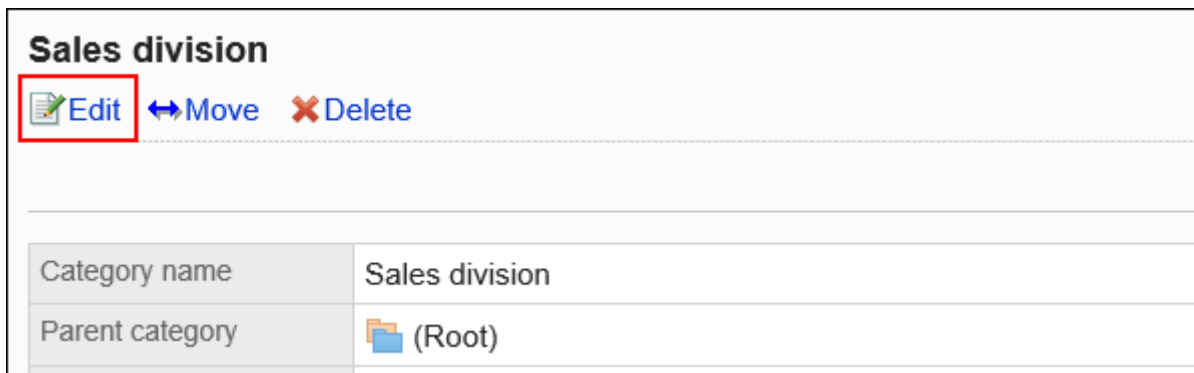 Sales division
Edit Move Delete
Category name Sales division
Parent category (Root)